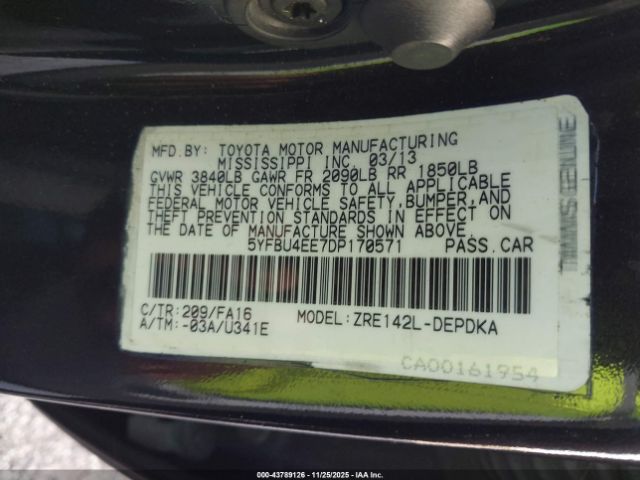 MFD.BY: TOYOTA MOTOR MANUFACTURING
MISSISSIPPI INC. 03/13
GVWR 3840LB GAWR FR 2090LB RR 1850LB
THIS VEHICLE CONFORMS TO ALL APPLICABLE
FEDERAL MOTOR VEHICLE SAFETY,BUMPER,AND
THEFT PREVENTION STANDARDS IN EFFECT ON
THE DATE OF MANUFACTURE SHOWN ABOVE.
5YFBU4EE7DP170571 PASS.CAR
C/TR:209/FA16 MODEL:ZRE142L-DEPDKA
A/TM:-03A/U341E
CA00161954
000-43789126 - 11/25/2025 - IAA Inc.